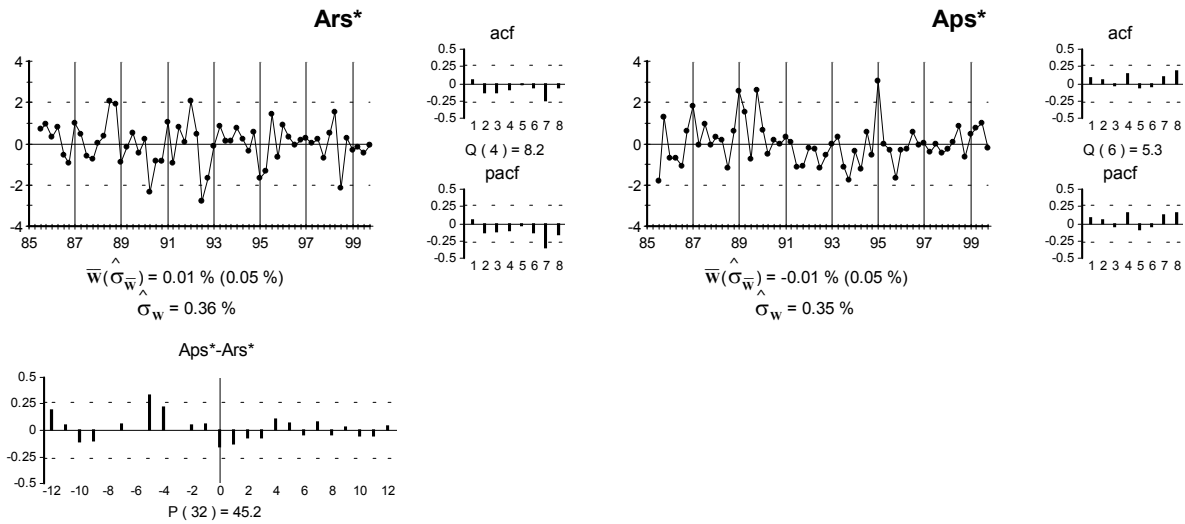 Ars*
4
2
0
-2
-4
85 87 89 91 93 95 97 99
w̄(σ̂w̄) = 0.01 % (0.05 %)
σ̂w = 0.36 %
acf
0.5
0.25
0
-0.25
-0.5
1 2 3 4 5 6 7 8
Q ( 4 ) = 8.2
pacf
0.5
0.25
0
-0.25
-0.5
1 2 3 4 5 6 7 8
Aps*
4
2
0
-2
-4
85 87 89 91 93 95 97 99
w̄(σ̂w̄) = -0.01 % (0.05 %)
σ̂w = 0.35 %
acf
0.5
0.25
0
-0.25
-0.5
1 2 3 4 5 6 7 8
Q ( 6 ) = 5.3
pacf
0.5
0.25
0
-0.25
-0.5
1 2 3 4 5 6 7 8
Aps*-Ars*
0.5
0.25
0
-0.25
0.5
-12 -10 -8 -6 -4 -2 0 2 4 6 8 10 12
P ( 32 ) = 45.2